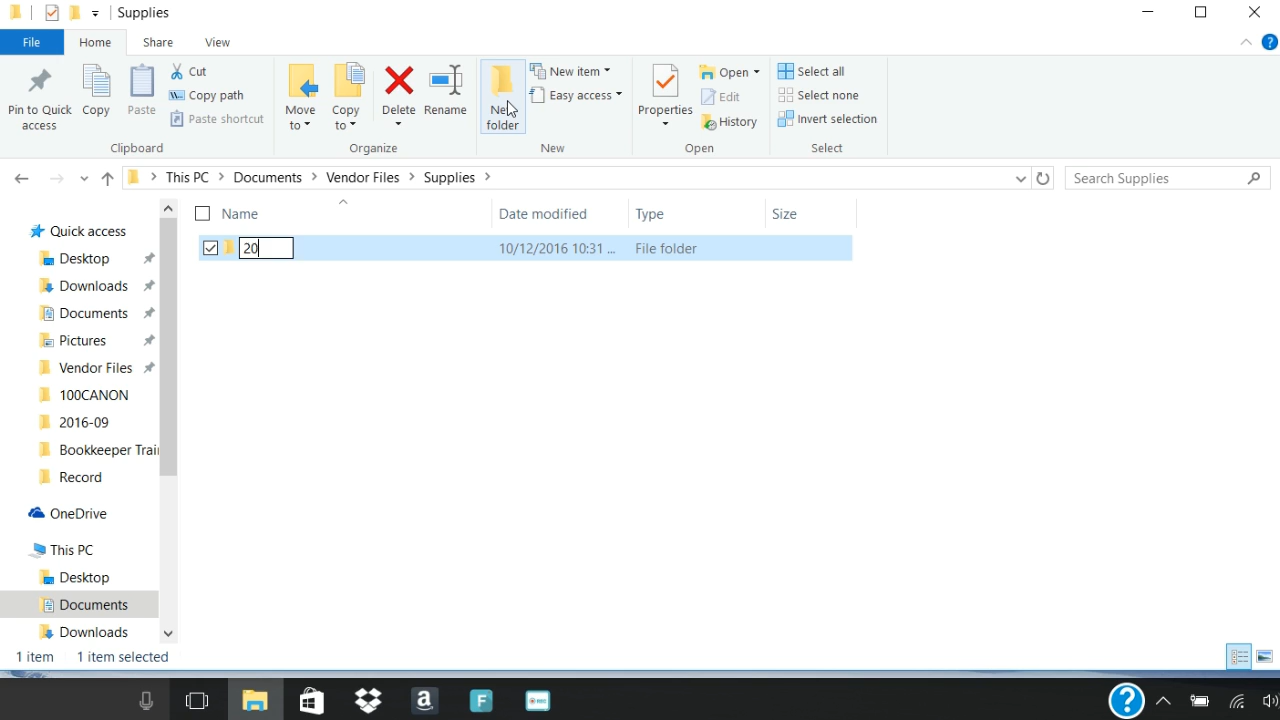 Supplies
File Home Share View
Pin to Quick access
Copy
Paste
Cut
Copy path
Paste shortcut
Clipboard
Move to
Copy to
Delete
Rename
Organize
New folder
New item
Easy access
New
Properties
Open
Edit
History
Open
Select all
Select none
Invert selection
Select
This PC > Documents > Vendor Files > Supplies >
Search Supplies
Name Date modified Type Size
20 10/12/2016 10:31 ... File folder
Quick access
Desktop
Downloads
Documents
Pictures
Vendor Files
100CANON
2016-09
Bookkeeper Trai
Record
OneDrive
This PC
Desktop
Documents
Downloads
1 item 1 item selected
a
F
REC
?